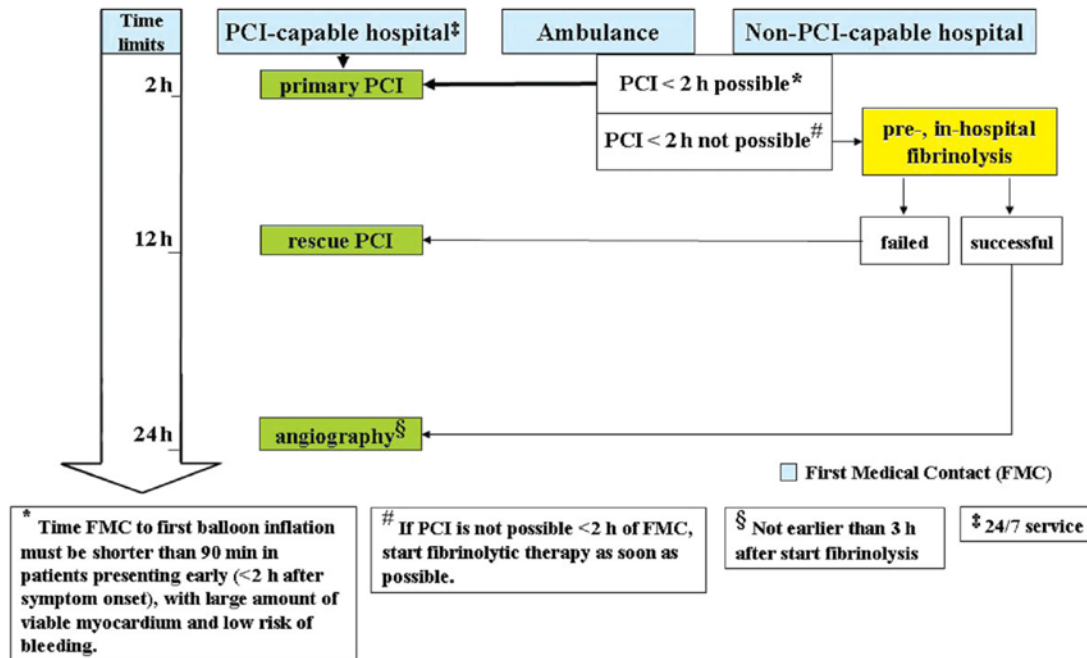 Time
limits
PCI-capable hospital‡
Ambulance
Non-PCI-capable hospital
2 h
primary PCI
PCI < 2 h possible*
PCI < 2 h not possible#
pre-, in-hospital
fibrinolysis
12 h
rescue PCI
failed
successful
24 h
angiography§
First Medical Contact (FMC)
* Time FMC to first balloon inflation
must be shorter than 90 min in
patients presenting early (<2 h after
symptom onset), with large amount of
viable myocardium and low risk of
bleeding.
# If PCI is not possible <2 h of FMC,
start fibrinolytic therapy as soon as
possible.
§ Not earlier than 3 h
after start fibrinolysis
‡ 24/7 service